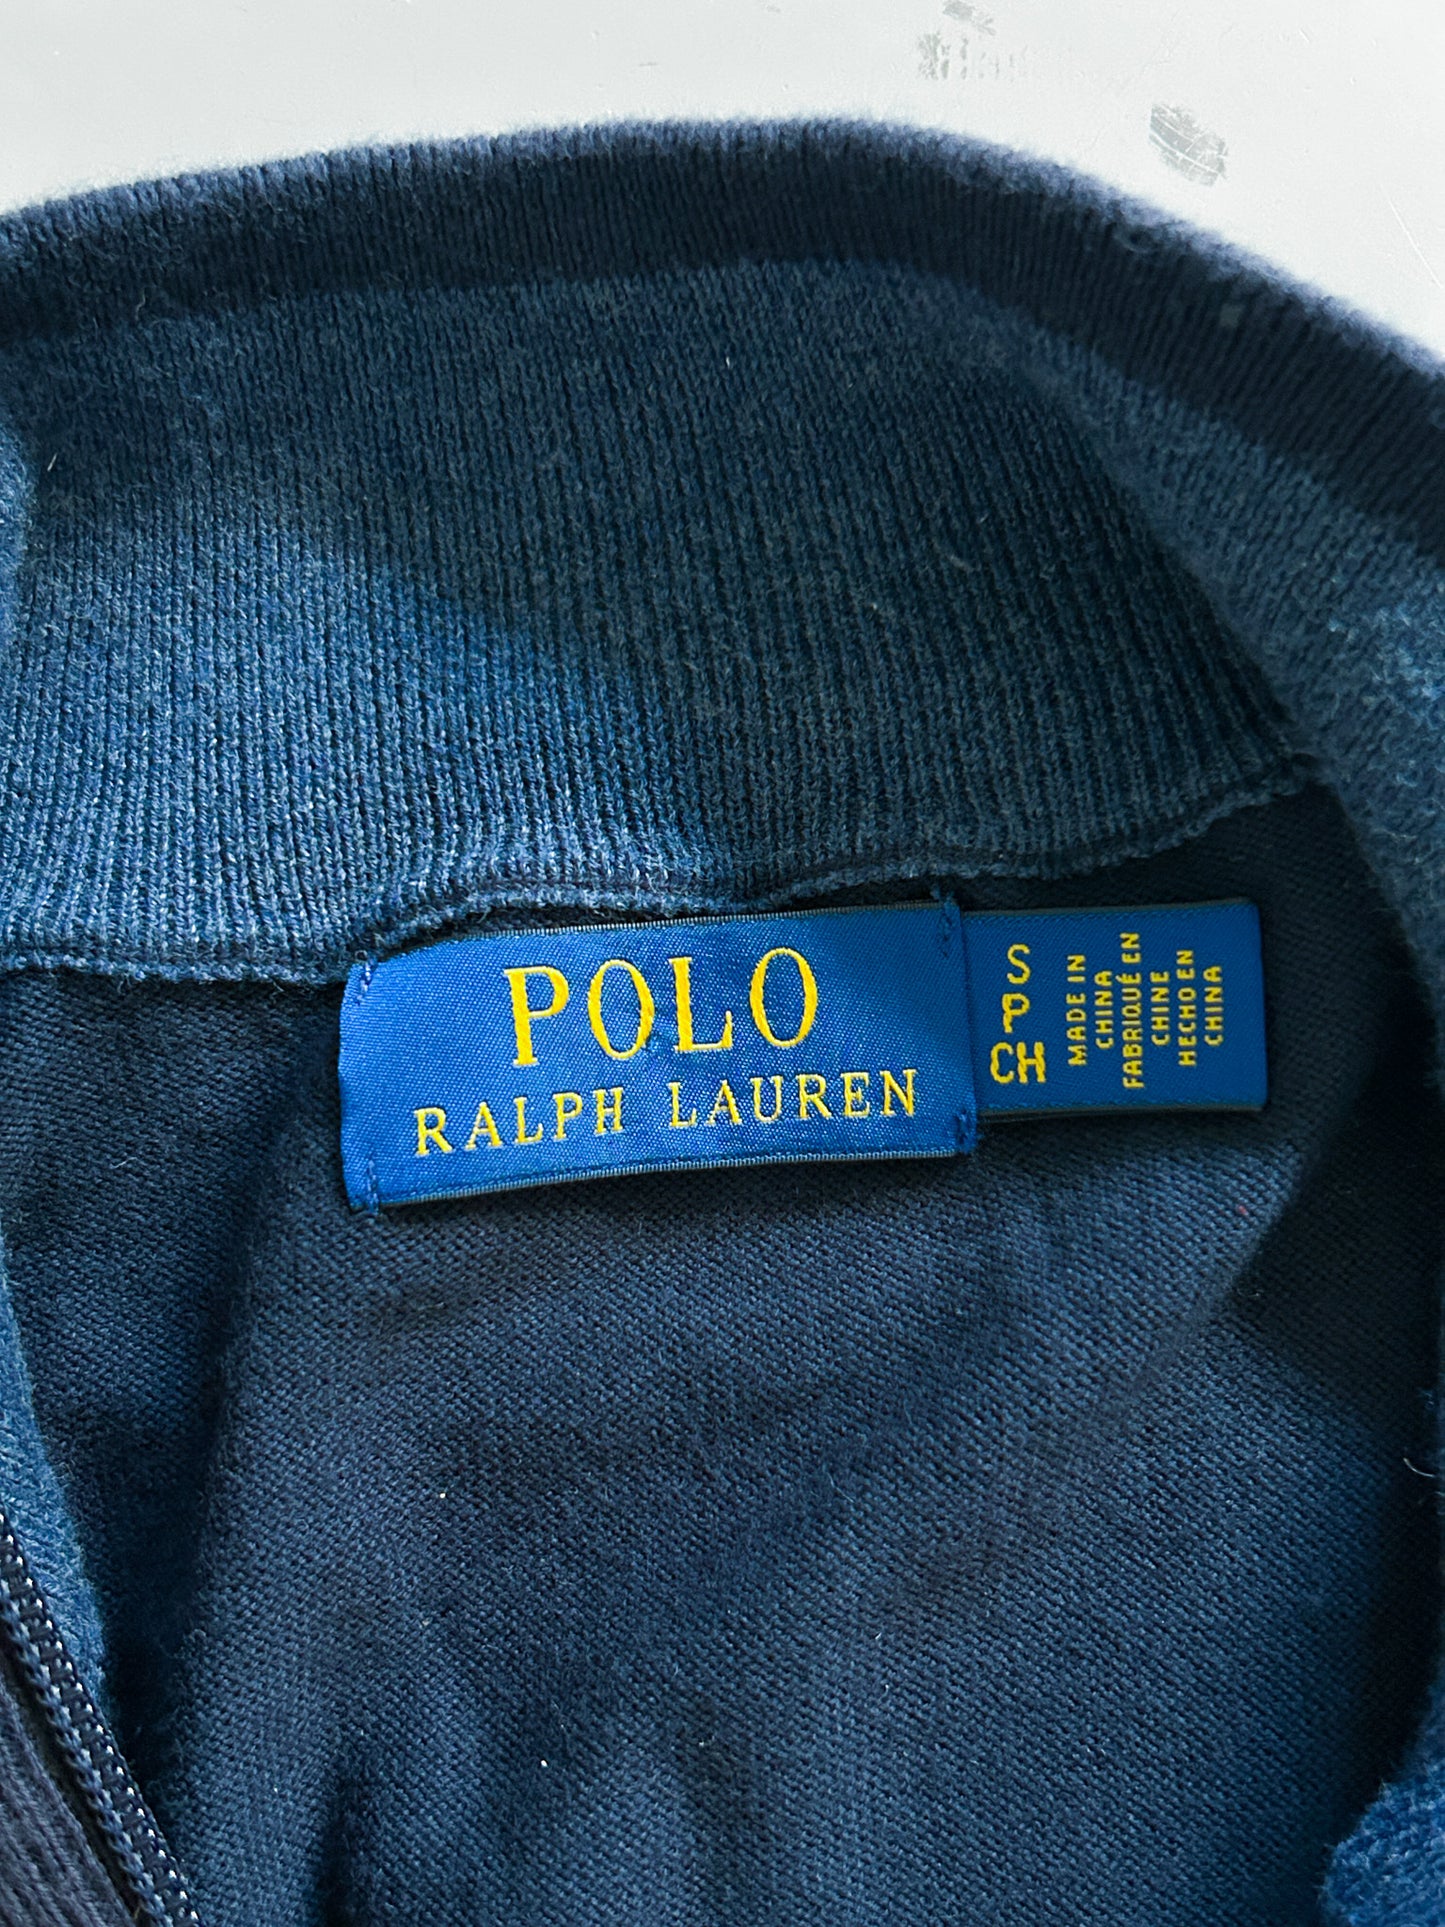 POLO
RALPH LAUREN
S
P
CH
MADE IN
CHINA
FABRIQUÉ EN
CHINE
HECHO EN
CHINA